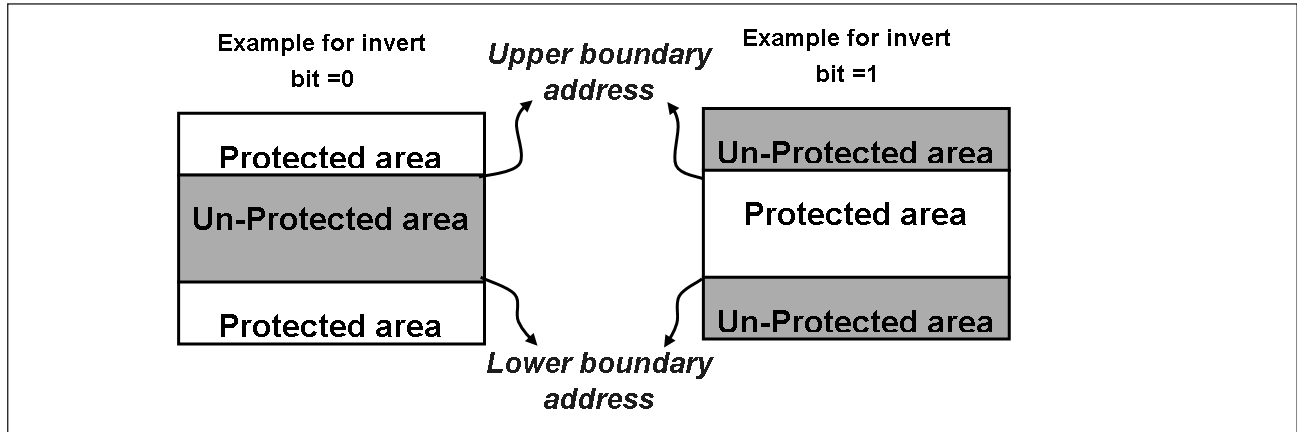 Example for invert
bit =0
Protected area
Un-Protected area
Protected area
Upper boundary
address
Lower boundary
address
Example for invert
bit =1
Un-Protected area
Protected area
Un-Protected area